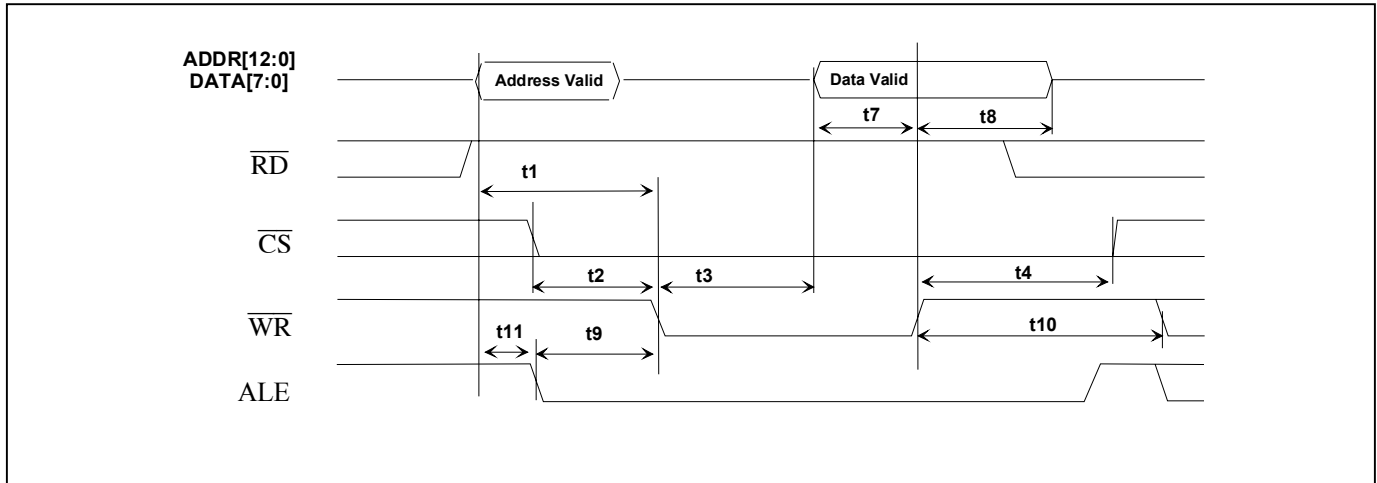 ADDR[12:0]
DATA[7:0]
Address Valid
Data Valid
t7
t8
RD
t1
CS
t2
t3
t4
WR
t11
t9
t10
ALE